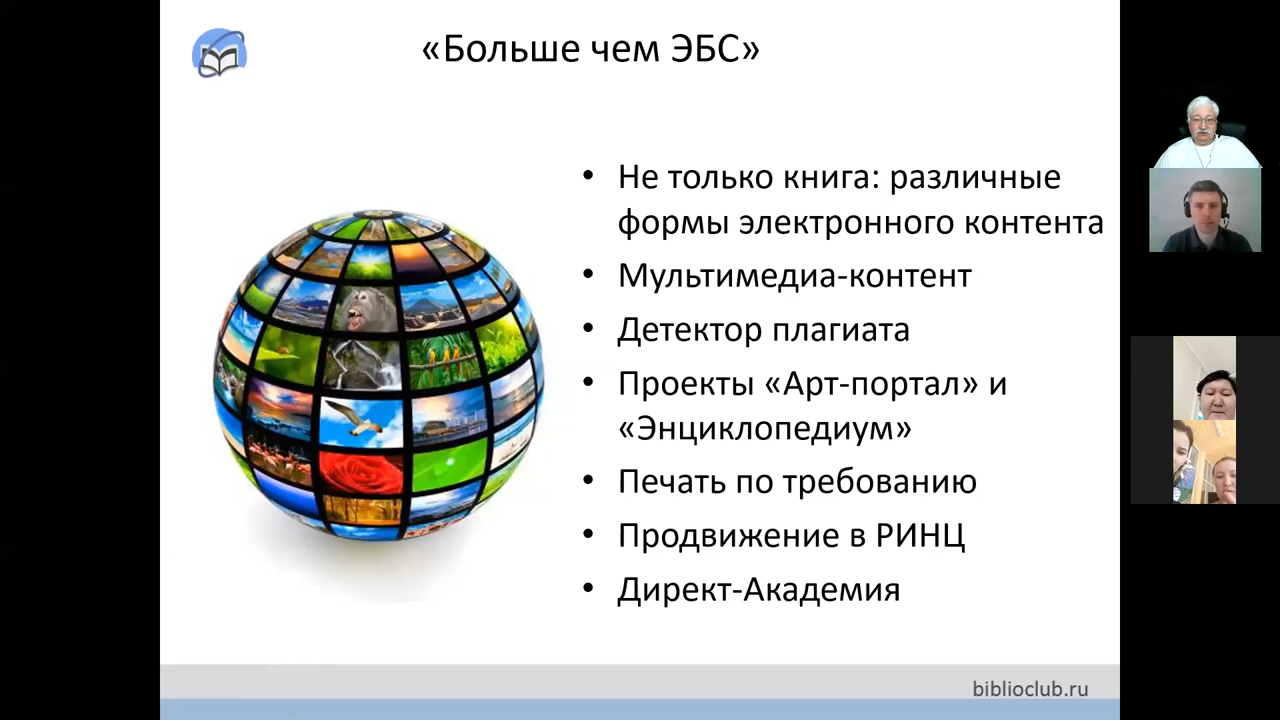 «Больше чем ЭБС»
• Не только книга: различные
формы электронного контента
• Мультимедиа-контент
• Детектор плагиата
• Проекты «Арт-портал» и
«Энциклопедиум»
• Печать по требованию
• Продвижение в РИНЦ
• Директ-Академия
biblioclub.ru